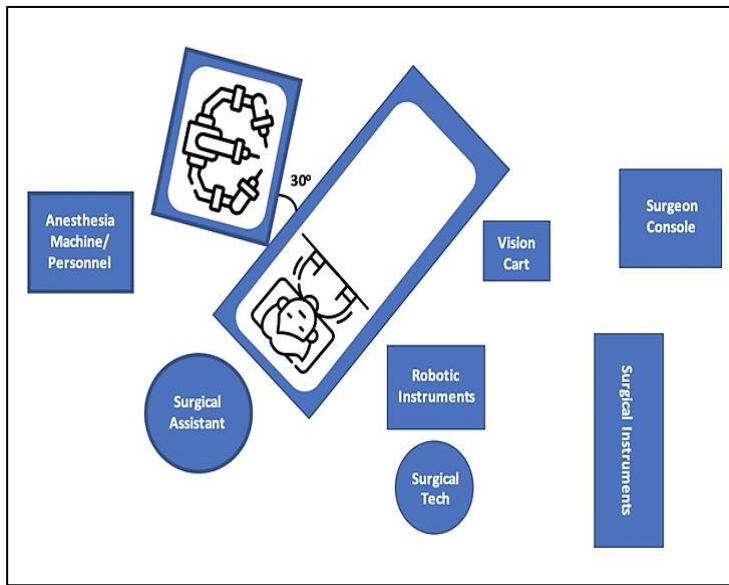 30º
Anesthesia
Machine/
Personnel
Surgeon
Console
Vision
Cart
Surgical
Assistant
Robotic
Instruments
Surgical Instruments
Surgical
Tech